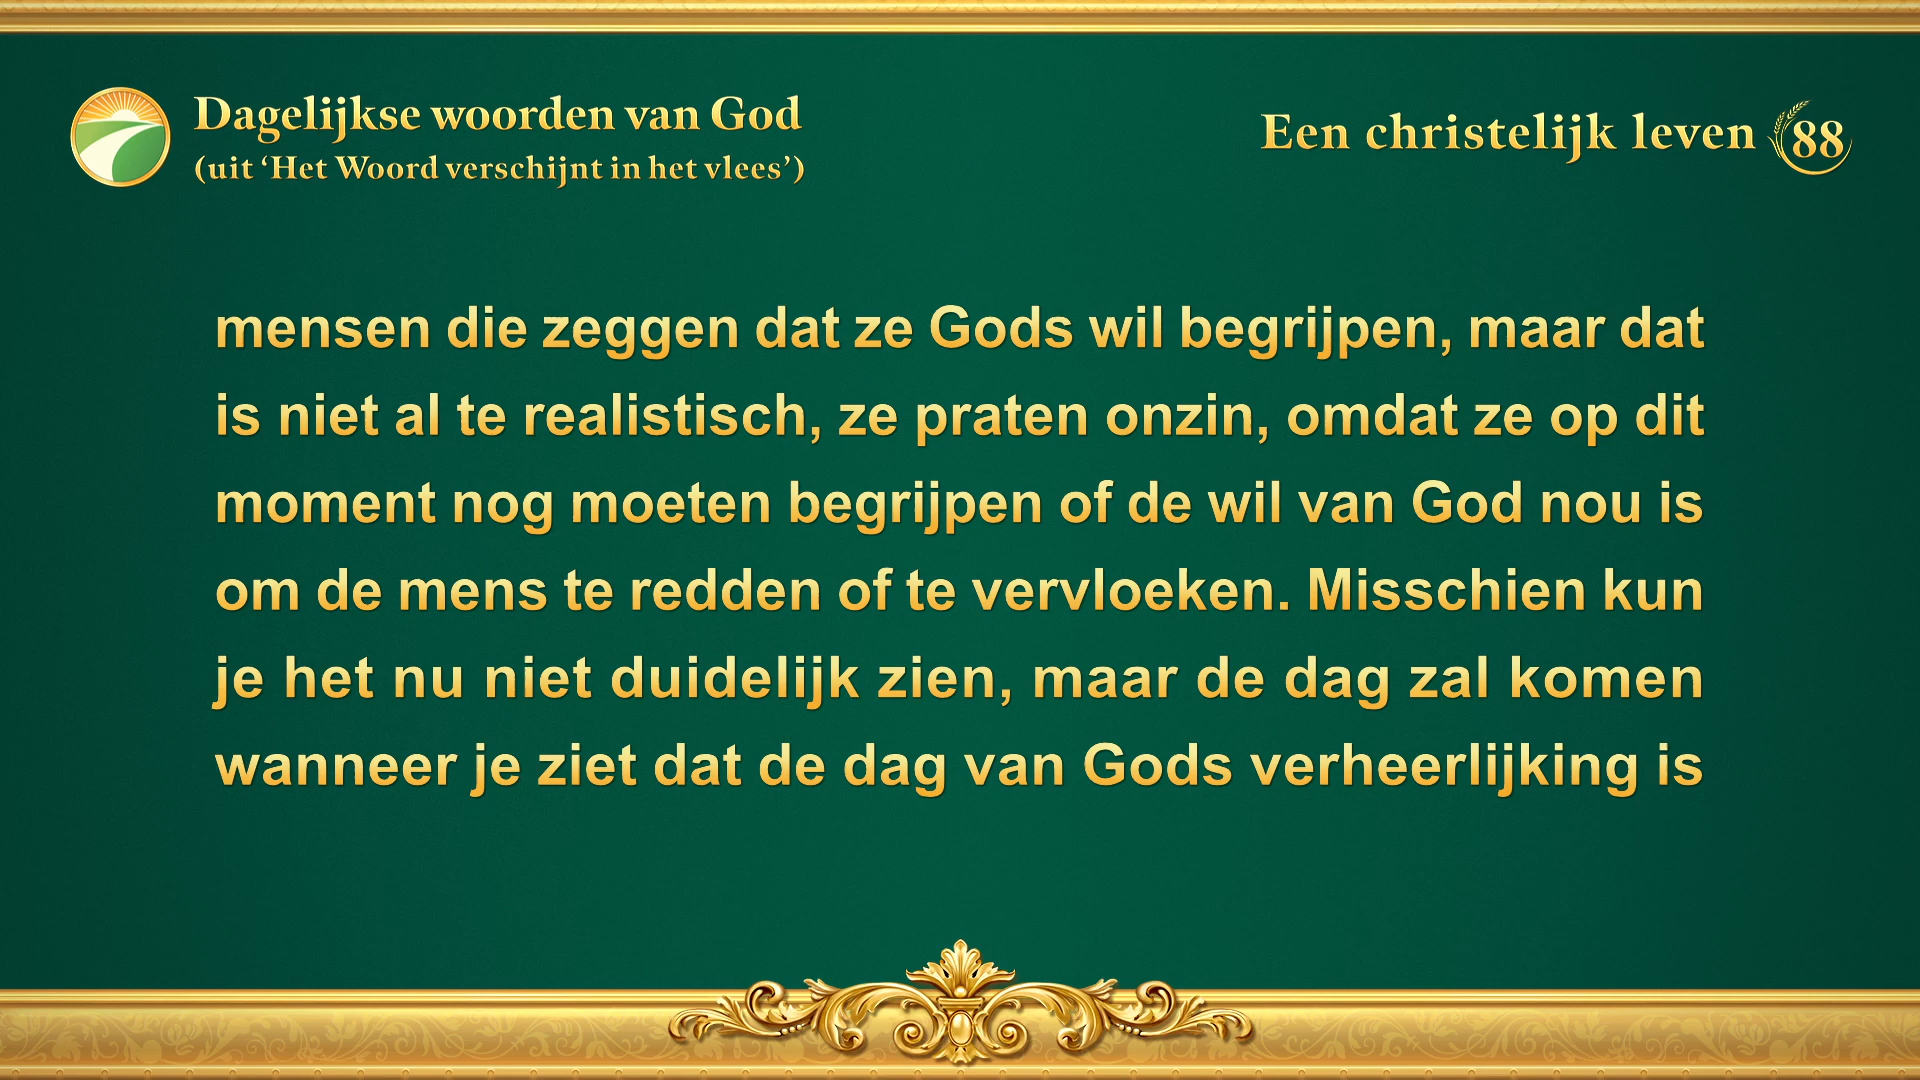 Dagelijkse woorden van God
(uit ‘Het Woord verschijnt in het vlees’)
Een christelijk leven 88
mensen die zeggen dat ze Gods wil begrijpen, maar dat
is niet al te realistisch, ze praten onzin, omdat ze op dit
moment nog moeten begrijpen of de wil van God nou is
om de mens te redden of te vervloeken. Misschien kun
je het nu niet duidelijk zien, maar de dag zal komen
wanneer je ziet dat de dag van Gods verheerlijking is